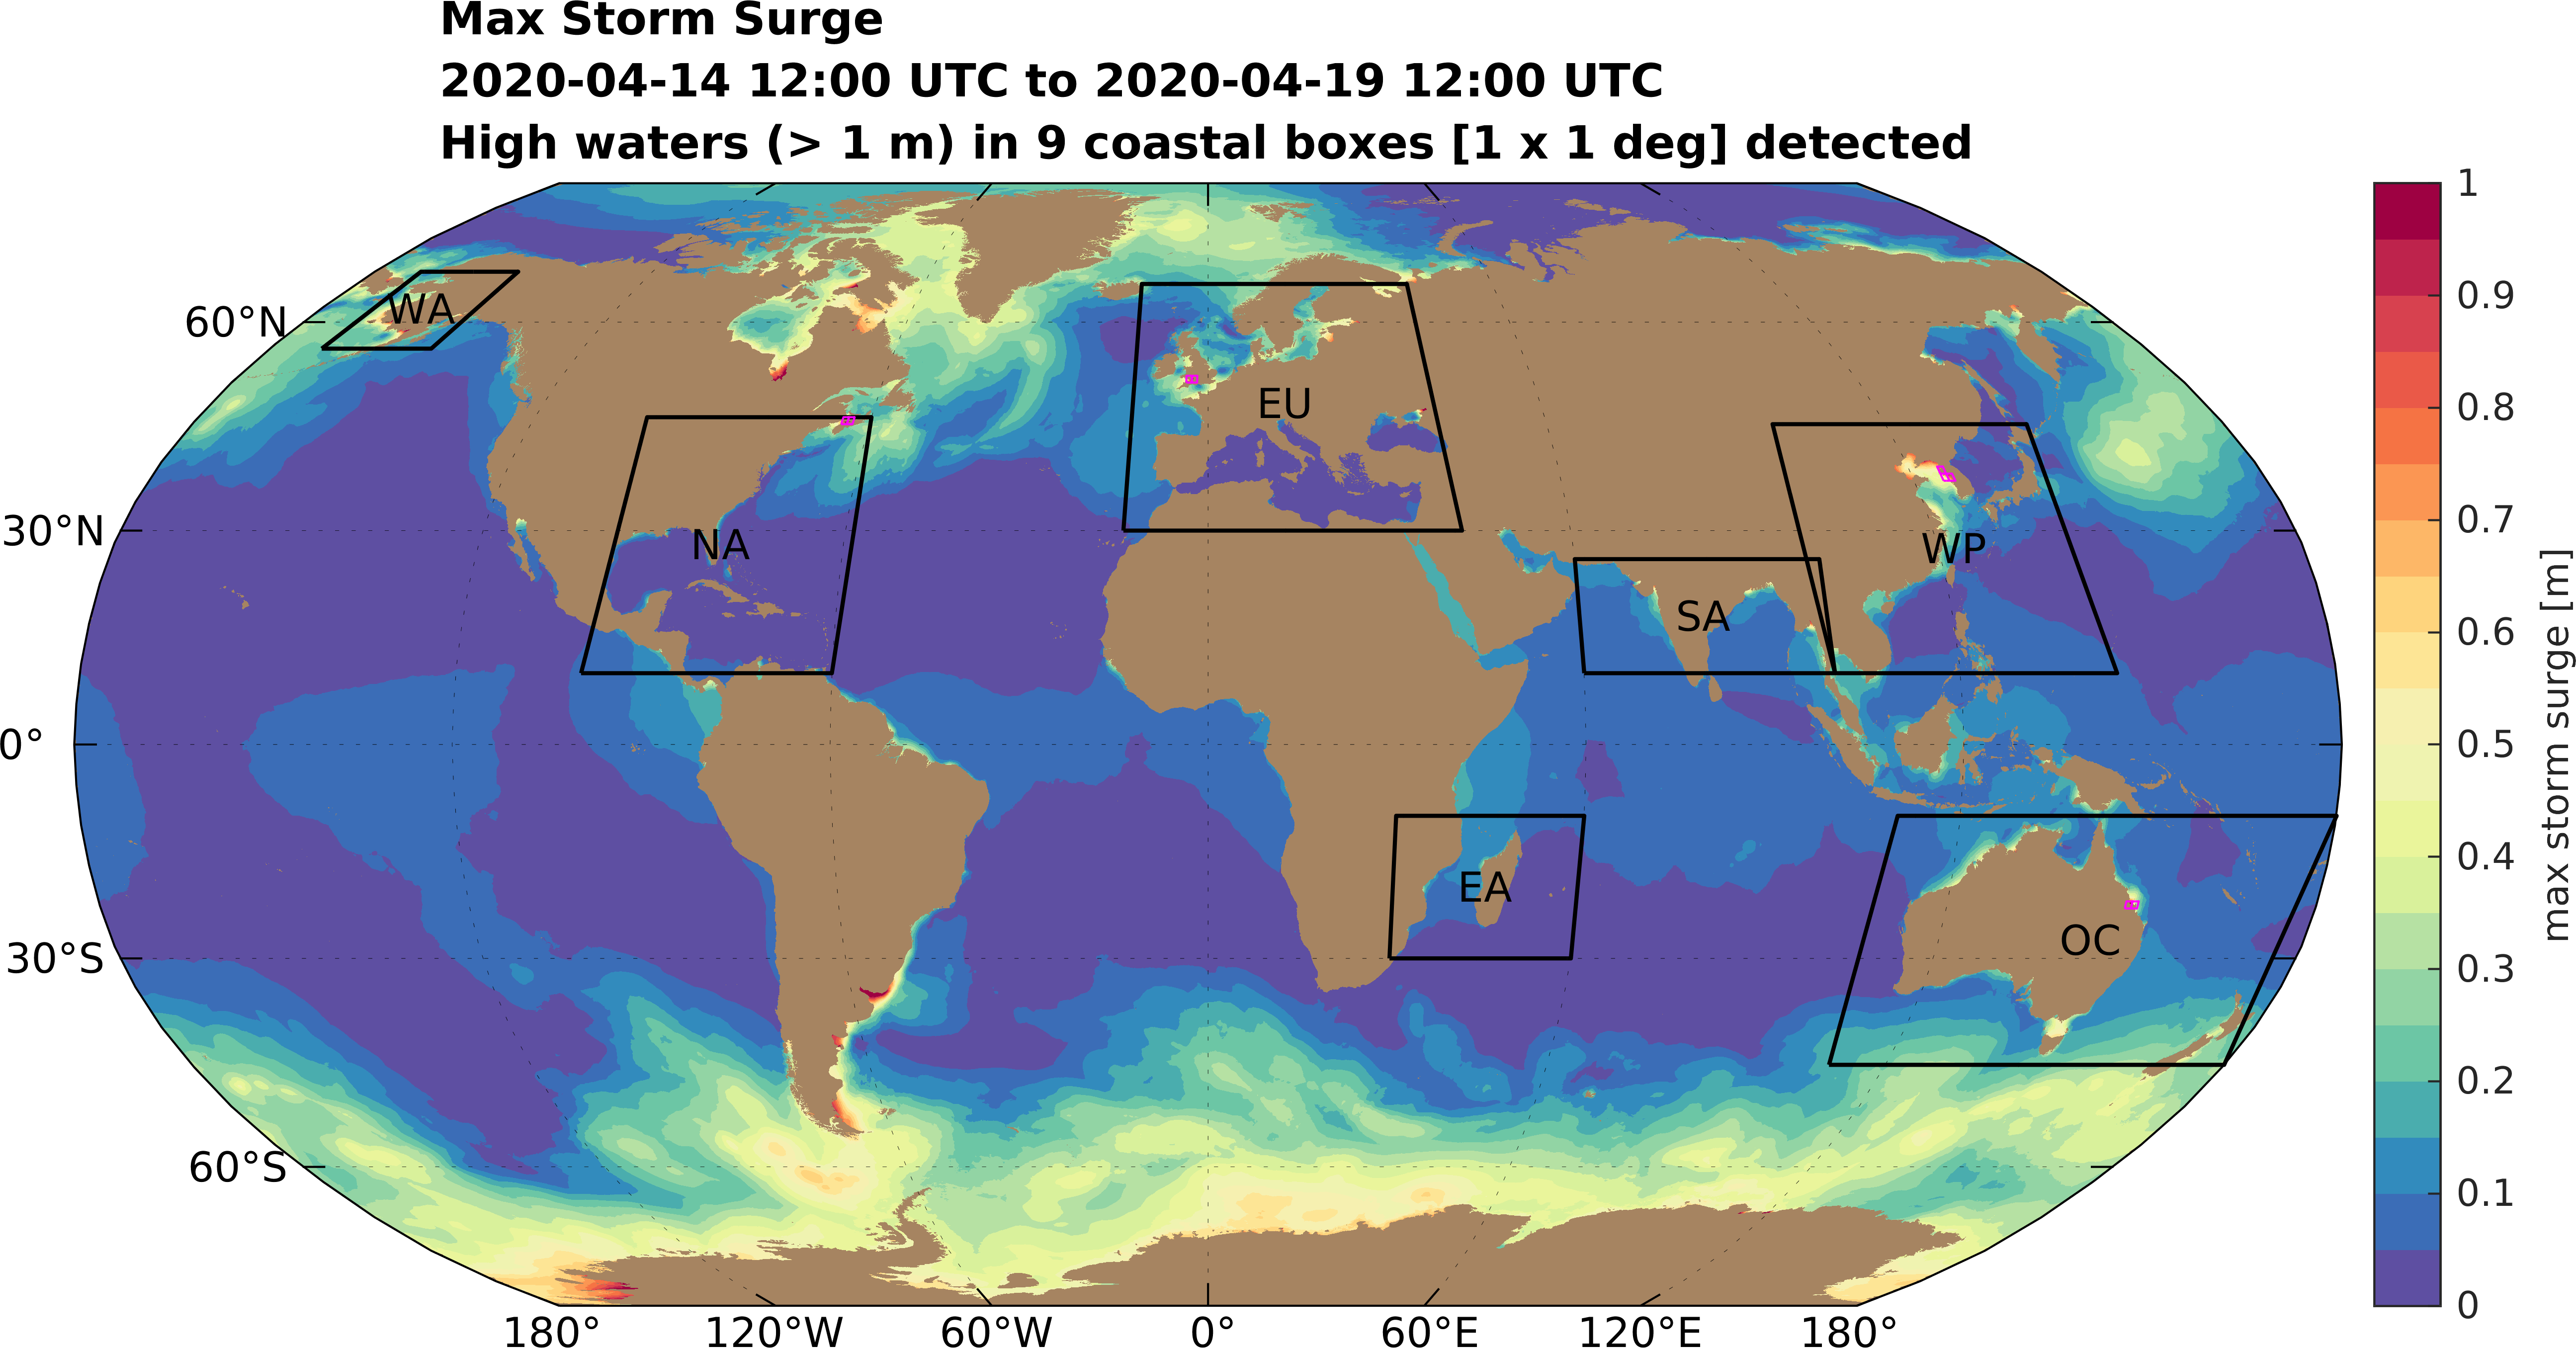 Max Storm Surge
2020-04-14 12:00 UTC to 2020-04-19 12:00 UTC
High waters (> 1 m) in 9 coastal boxes [1 x 1 deg] detected
60°N
30°N
0°
30°S
60°S
WA
NA
EU
SA
WP
EA
OC
180°
120°W
60°W
0°
60°E
120°E
180°
1
0.9
0.8
0.7
0.6
0.5
0.4
0.3
0.2
0.1
0
max storm surge [m]